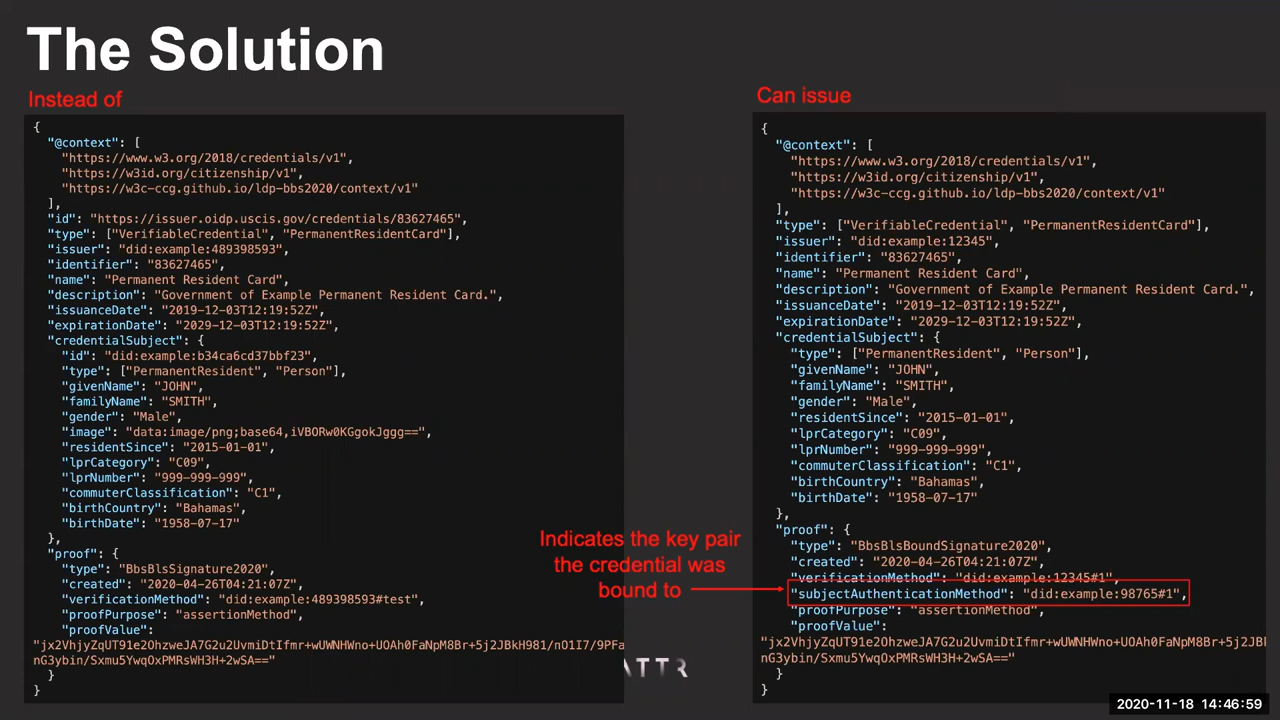 The Solution
Instead of
{
"@context": [
"https://www.w3.org/2018/credentials/v1",
"https://w3id.org/citizenship/v1",
"https://w3c-ccg.github.io/ldp-bbs2020/context/v1"
],
"id": "https://issuer.oidp.uscis.gov/credentials/83627465",
"type": ["VerifiableCredential", "PermanentResidentCard"],
"issuer": "did:example:489398593",
"identifier": "83627465",
"name": "Permanent Resident Card",
"description": "Government of Example Permanent Resident Card.",
"issuanceDate": "2019-12-03T12:19:52Z",
"expirationDate": "2029-12-03T12:19:52Z",
"credentialSubject": {
"id": "did:example:b34ca6cd37bbf23",
"type": ["PermanentResident", "Person"],
"givenName": "JOHN",
"familyName": "SMITH",
"gender": "Male",
"image": "data:image/png;base64,iVBORw0KGgokJggg==",
"residentSince": "2015-01-01",
"lprCategory": "C09",
"lprNumber": "999-999-999",
"commuterClassification": "C1",
"birthCountry": "Bahamas",
"birthDate": "1958-07-17"
},
"proof": {
"type": "BbsBlsSignature2020",
"created": "2020-04-26T04:21:07Z",
"verificationMethod": "did:example:489398593#test",
"proofPurpose": "assertionMethod",
"proofValue":
"jx2VhjyZqUT91e2OhzweJA7G2u2UvmiDtIfmr+wUWNHWno+UOAh0FaNpM8Br+5j2JBkH981/nO1I7/9PFa
nG3ybin/Sxmu5YwqOxPMRsWH3H+2wSA=="
}
}
Can issue
{
"@context": [
"https://www.w3.org/2018/credentials/v1",
"https://w3id.org/citizenship/v1",
"https://w3c-ccg.github.io/ldp-bbs2020/context/v1"
],
"type": ["VerifiableCredential", "PermanentResidentCard"],
"issuer": "did:example:12345",
"identifier": "83627465",
"name": "Permanent Resident Card",
"description": "Government of Example Permanent Resident Card.",
"issuanceDate": "2019-12-03T12:19:52Z",
"expirationDate": "2029-12-03T12:19:52Z",
"credentialSubject": {
"type": ["PermanentResident", "Person"],
"givenName": "JOHN",
"familyName": "SMITH",
"gender": "Male",
"residentSince": "2015-01-01",
"lprCategory": "C09",
"lprNumber": "999-999-999",
"commuterClassification": "C1",
"birthCountry": "Bahamas",
"birthDate": "1958-07-17"
},
"proof": {
"type": "BbsBlsBoundSignature2020",
"created": "2020-04-26T04:21:07Z",
"verificationMethod": "did:example:12345#1",
"subjectAuthenticationMethod": "did:example:98765#1",
"proofPurpose": "assertionMethod",
"proofValue":
"jx2VhjyZqUT91e2OhzweJA7G2u2UvmiDtIfmr+wUWNHWno+UOAh0FaNpM8Br+5j2JB
nG3ybin/Sxmu5YwqOxPMRsWH3H+2wSA=="
}
}
Indicates the key pair
the credential was
bound to
ATTR
2020-11-18 14:46:59